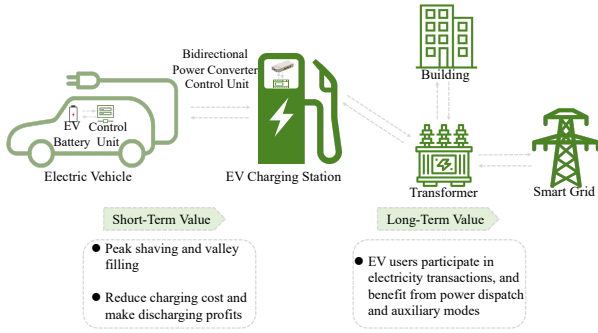 Bidirectional
Power Converter
Control Unit
Building
EV Control
Battery Unit
Electric Vehicle
EV Charging Station
Transformer
Smart Grid
Short-Term Value
Long-Term Value
● Peak shaving and valley
filling
● Reduce charging cost and
make discharging profits
● EV users participate in
electricity transactions, and
benefit from power dispatch
and auxiliary modes